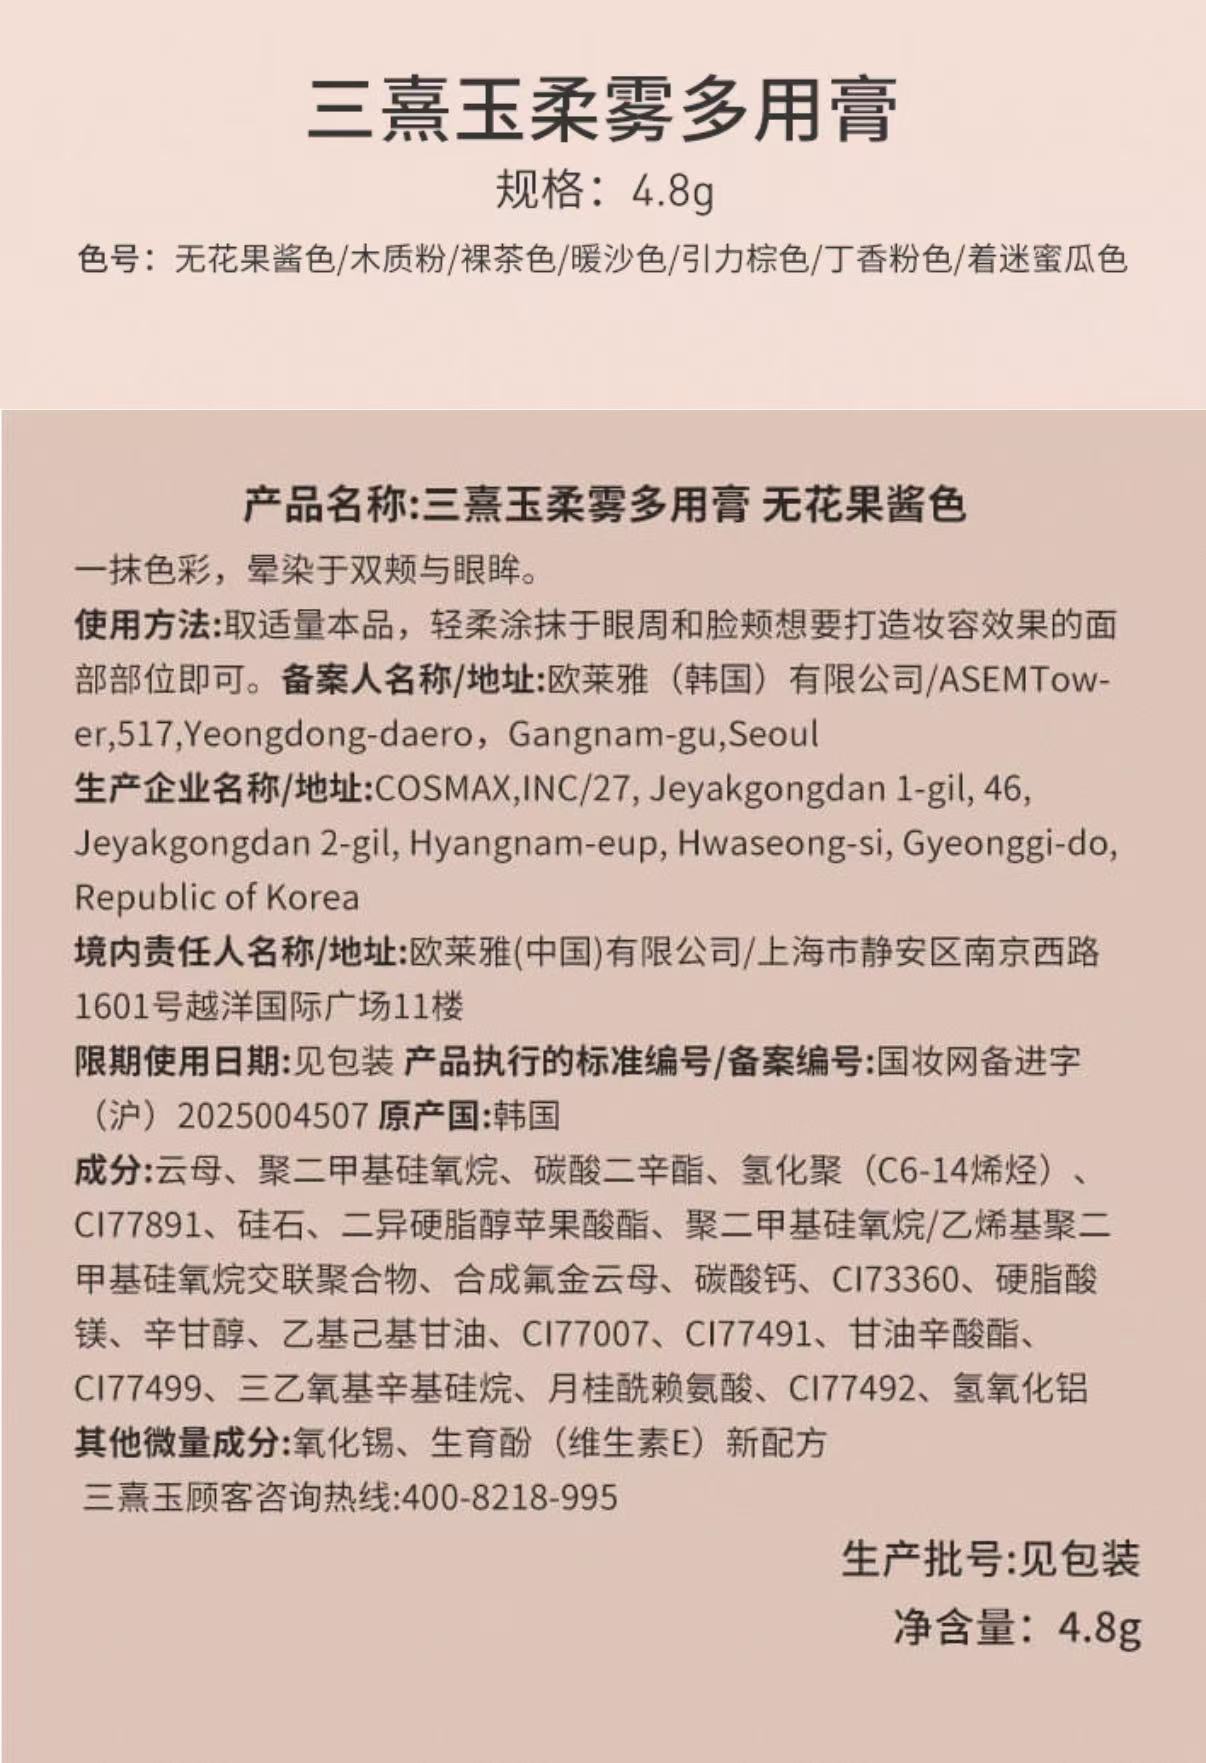 三熹玉柔雾多用膏
规格：4.8g
色号：无花果酱色/木质粉/裸茶色/暖沙色/引力棕色/丁香粉色/着迷蜜瓜色
产品名称:三熹玉柔雾多用膏 无花果酱色
一抹色彩，晕染于双颊与眼眸。
使用方法:取适量本品，轻柔涂抹于眼周和脸颊想要打造妆容效果的面
部部位即可。备案人名称/地址:欧莱雅（韩国）有限公司/ASEMTow-
er,517,Yeongdong-daero，Gangnam-gu,Seoul
生产企业名称/地址:COSMAX,INC/27, Jeyakgongdan 1-gil, 46,
Jeyakgongdan 2-gil, Hyangnam-eup, Hwaseong-si, Gyeonggi-do,
Republic of Korea
境内责任人名称/地址:欧莱雅(中国)有限公司/上海市静安区南京西路
1601号越洋国际广场11楼
限期使用日期:见包装 产品执行的标准编号/备案编号:国妆网备进字
（沪）2025004507 原产国:韩国
成分:云母、聚二甲基硅氧烷、碳酸二辛酯、氢化聚（C6-14烯烃）、
CI77891、硅石、二异硬脂醇苹果酸酯、聚二甲基硅氧烷/乙烯基聚二
甲基硅氧烷交联聚合物、合成氟金云母、碳酸钙、CI73360、硬脂酸
镁、辛甘醇、乙基己基甘油、CI77007、CI77491、甘油辛酸酯、
CI77499、三乙氧基辛基硅烷、月桂酰赖氨酸、CI77492、氢氧化铝
其他微量成分:氧化锡、生育酚（维生素E）新配方
三熹玉顾客咨询热线:400-8218-995
生产批号:见包装
净含量：4.8g